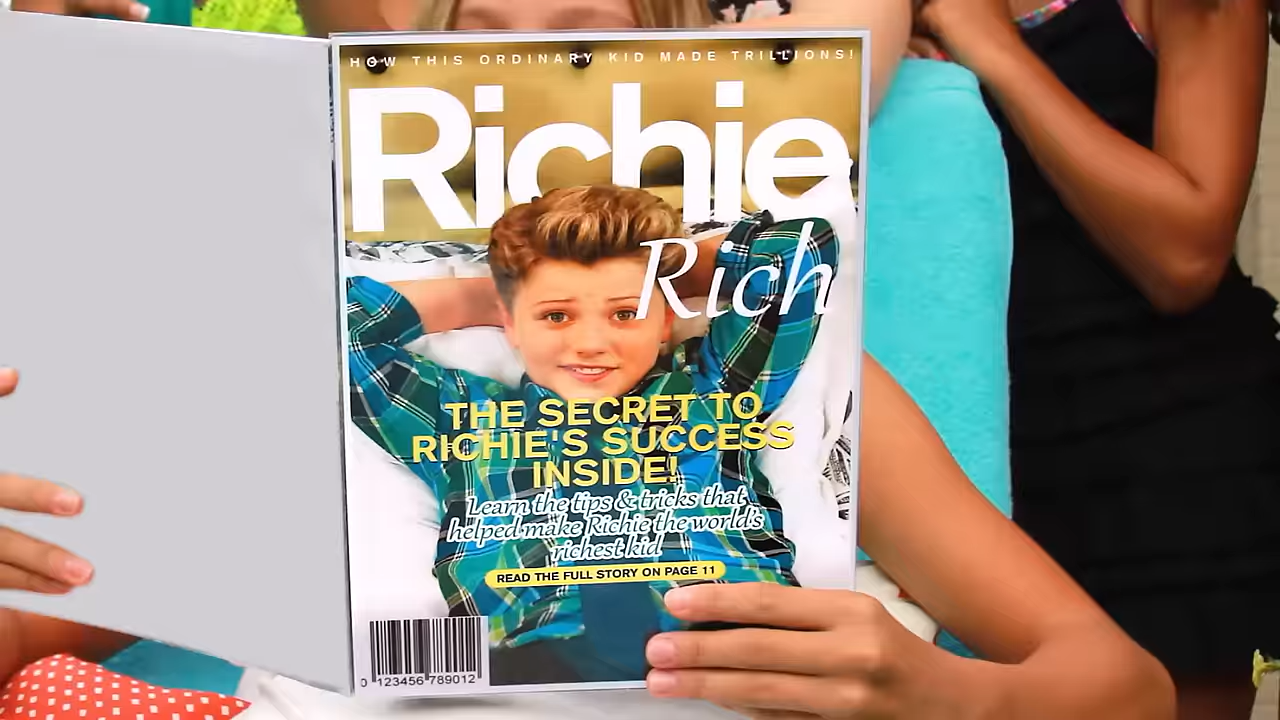 HOW THIS ORDINARY KID MADE TRILLIONS!
Richie
Rich
THE SECRET TO
RICHIE'S SUCCESS
INSIDE!
Learn the tips & tricks that
helped make Richie the world's
richest kid
READ THE FULL STORY ON PAGE 11
0 123456 789012